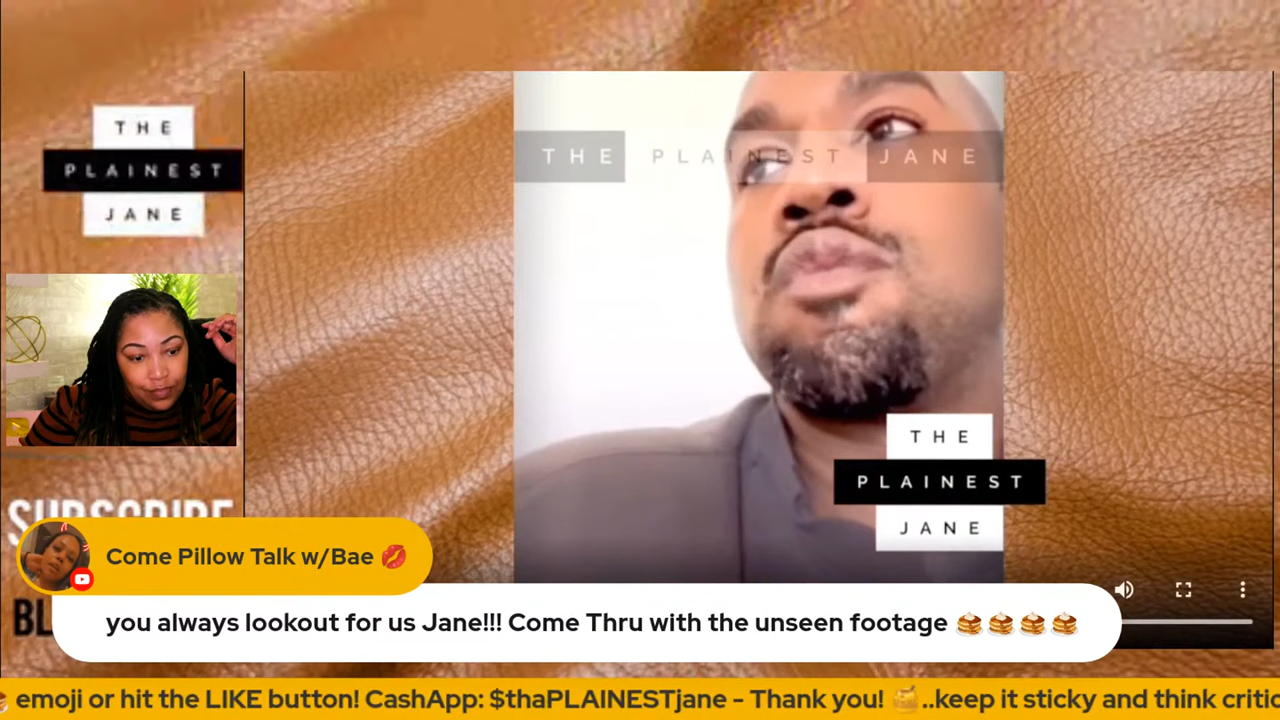 THE
PLAINEST
JANE
THE PLAINEST JANE
THE
PLAINEST
JANE
SUBSCRIBE
Come Pillow Talk w/Bae 💋
BL
you always lookout for us Jane!!! Come Thru with the unseen footage 🥞🥞🥞🥞
emoji or hit the LIKE button! CashApp: $thaPLAINESTjane - Thank you! 🍯..keep it sticky and think critic